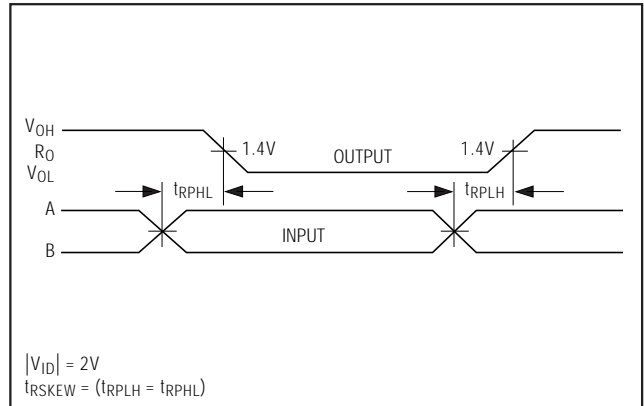 VOH
RO
VOL
1.4V
OUTPUT
1.4V
tRPHL
tRPLH
A
INPUT
B
|VID| = 2V
tRSKEW = (tRPLH = tRPHL)